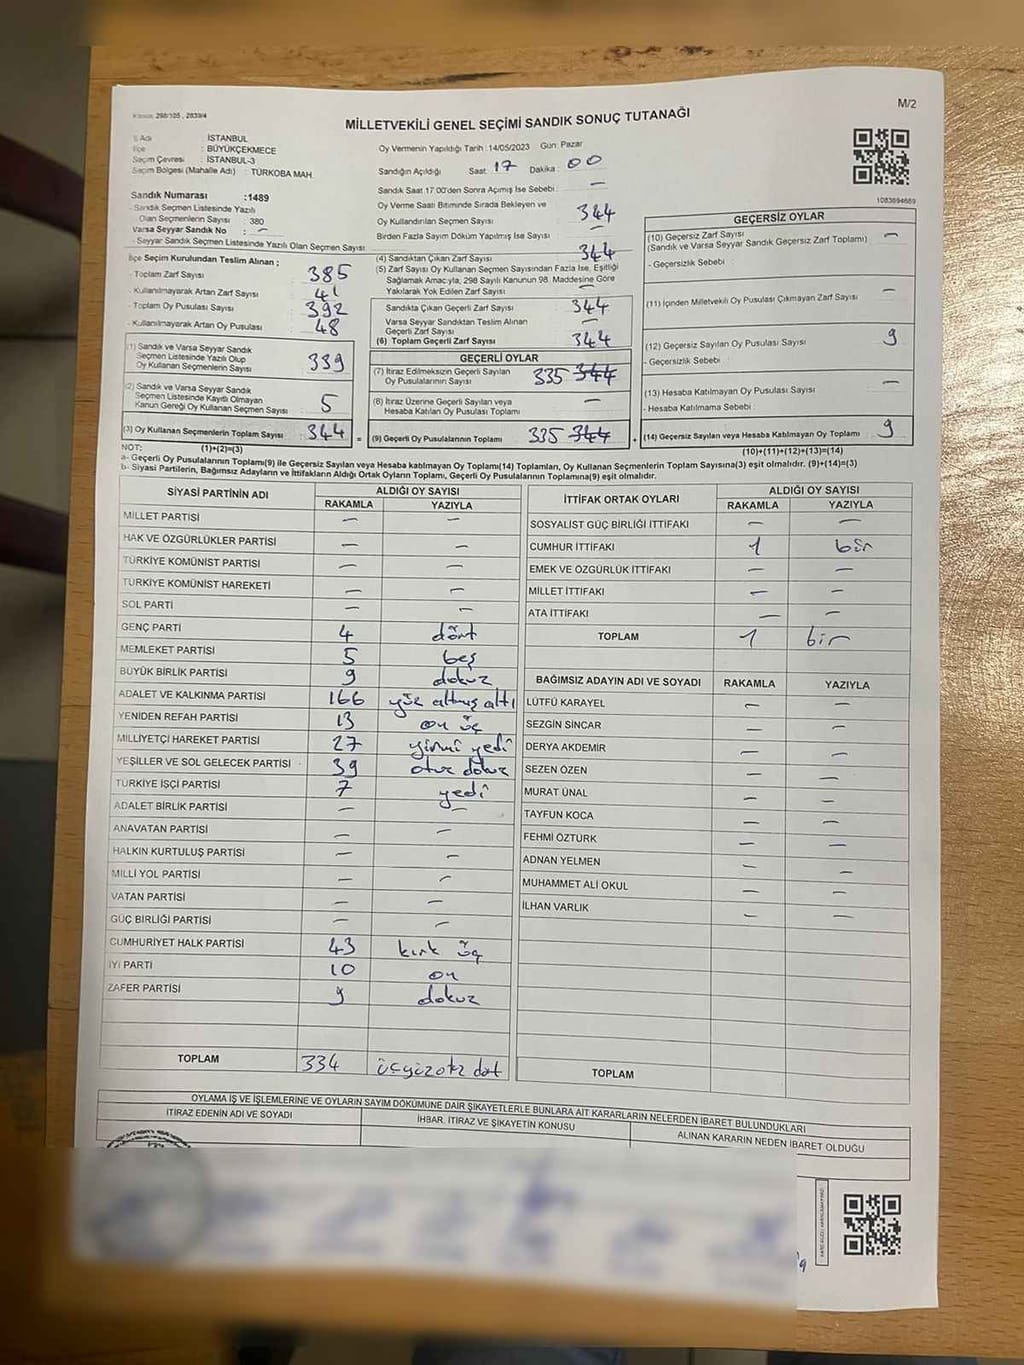 Kanun: 298/105, 2839/4
M/2
MİLLETVEKİLİ GENEL SEÇİMİ SANDIK SONUÇ TUTANAĞI
İl Adı : İSTANBUL
İlçe : BÜYÜKÇEKMECE
Seçim Çevresi : İSTANBUL-3
Seçim Bölgesi (Mahalle Adı) : TÜRKOBA MAH.
Sandık Numarası :1489
- Sandık Seçmen Listesinde Yazılı
Olan Seçmenlerin Sayısı : 380
Varsa Seyyar Sandık No : –
- Seyyar Sandık Seçmen Listesinde Yazılı Olan Seçmen Sayısı:
İlçe Seçim Kurulundan Teslim Alınan ;
- Toplam Zarf Sayısı : 385
- Kullanılmayarak Artan Zarf Sayısı : 41
- Toplam Oy Pusulası Sayısı : 392
- Kullanılmayarak Artan Oy Pusulası : 48
(1) Sandık ve Varsa Seyyar Sandık
Seçmen Listesinde Yazılı Olup
Oy Kullanan Seçmenlerin Sayısı 339
(2) Sandık ve Varsa Seyyar Sandık
Seçmen Listesinde Kayıtlı Olmayan
Kanun Gereği Oy Kullanan Seçmen Sayısı 5
(3) Oy Kullanan Seçmenlerin Toplam Sayısı 344
Oy Vermenin Yapıldığı Tarih :14/05/2023 Gün: Pazar
Sandığın Açıldığı Saat: 17 Dakika : 00
Sandık Saat 17.00'den Sonra Açılmış İse Sebebi : –
Oy Verme Saati Bitiminde Sırada Bekleyen ve
Oy Kullandırılan Seçmen Sayısı : 344
Birden Fazla Sayım Döküm Yapılmış İse Sayısı : –
(4) Sandıktan Çıkan Zarf Sayısı : 344
(5) Zarf Sayısı Oy Kullanan Seçmen Sayısından Fazla İse, Eşitliği
Sağlamak Amacıyla, 298 Sayılı Kanunun 98. Maddesine Göre
Yakılarak Yok Edilen Zarf Sayısı : –
Sandıkta Çıkan Geçerli Zarf Sayısı : 344
Varsa Seyyar Sandıktan Teslim Alınan
Geçerli Zarf Sayısı : –
(6) Toplam Geçerli Zarf Sayısı : 344
GEÇERLİ OYLAR
(7) İtiraz Edilmeksizin Geçerli Sayılan
Oy Pusulalarının Sayısı : 335 344
(8) İtiraz Üzerine Geçerli Sayılan veya
Hesaba Katılan Oy Pusulası Toplamı : –
= (9) Geçerli Oy Pusulalarının Toplamı : 335 344 +
1083694669
GEÇERSİZ OYLAR
(10) Geçersiz Zarf Sayısı : –
(Sandık ve Varsa Seyyar Sandık Geçersiz Zarf Toplamı)
- Geçersizlik Sebebi :
(11) İçinden Milletvekili Oy Pusulası Çıkmayan Zarf Sayısı : –
(12) Geçersiz Sayılan Oy Pusulası Sayısı : 9
- Geçersizlik Sebebi :
(13) Hesaba Katılmayan Oy Pusulası Sayısı : –
- Hesaba Katılmama Sebebi :
(14) Geçersiz Sayılan veya Hesaba Katılmayan Oy Toplamı : 9
NOT: (1)+(2)=(3) (10)+(11)+(12)+(13)=(14)
a- Geçerli Oy Pusulalarının Toplamı(9) ile Geçersiz Sayılan veya Hesaba katılmayan Oy Toplamı(14) Toplamları, Oy Kullanan Seçmenlerin Toplam Sayısına(3) eşit olmalıdır. (9)+(14)=(3)
b- Siyasi Partilerin, Bağımsız Adayların ve İttifakların Aldığı Ortak Oyların Toplamı, Geçerli Oy Pusulalarının Toplamına(9) eşit olmalıdır.
SİYASİ PARTİNİN ADI ALDIĞI OY SAYISI
RAKAMLA YAZIYLA
MİLLET PARTİSİ – –
HAK VE ÖZGÜRLÜKLER PARTİSİ – –
TÜRKİYE KOMÜNİST PARTİSİ – –
TÜRKİYE KOMÜNİST HAREKETİ – –
SOL PARTİ – –
GENÇ PARTİ 4 dört
MEMLEKET PARTİSİ 5 beş
BÜYÜK BİRLİK PARTİSİ 9 dokuz
ADALET VE KALKINMA PARTİSİ 166 yüz altmış altı
YENİDEN REFAH PARTİSİ 13 on üç
MİLLİYETÇİ HAREKET PARTİSİ 27 yirmi yedi
YEŞİLLER VE SOL GELECEK PARTİSİ 39 otuz dokuz
TÜRKİYE İŞÇİ PARTİSİ 7 yedi
ADALET BİRLİK PARTİSİ – –
ANAVATAN PARTİSİ – –
HALKIN KURTULUŞ PARTİSİ – –
MİLLİ YOL PARTİSİ – –
VATAN PARTİSİ – –
GÜÇ BİRLİĞİ PARTİSİ – –
CUMHURİYET HALK PARTİSİ 43 kırk üç
İYİ PARTİ 10 on
ZAFER PARTİSİ 9 dokuz
TOPLAM 334 üçyüzotz dört
İTTİFAK ORTAK OYLARI ALDIĞI OY SAYISI
RAKAMLA YAZIYLA
SOSYALİST GÜÇ BİRLİĞİ İTTİFAKI – –
CUMHUR İTTİFAKI 1 bir
EMEK VE ÖZGÜRLÜK İTTİFAKI – –
MİLLET İTTİFAKI – –
ATA İTTİFAKI – –
TOPLAM 1 bir
BAĞIMSIZ ADAYIN ADI VE SOYADI RAKAMLA YAZIYLA
LÜTFÜ KARAYEL – –
SEZGİN SİNCAR – –
DERYA AKDEMİR – –
SEZEN ÖZEN – –
MURAT ÜNAL – –
TAYFUN KOCA – –
FEHMİ ÖZTÜRK – –
ADNAN YELMEN – –
MUHAMMET ALİ OKUL – –
İLHAN VARLIK – –
TOPLAM
OYLAMA İŞ VE İŞLEMLERİNE VE OYLARIN SAYIM DÖKÜMÜNE DAİR ŞİKAYETLERLE BUNLARA AİT KARARLARIN NELERDEN İBARET BULUNDUKLARI
İTİRAZ EDENİN ADI VE SOYADI İHBAR, İTİRAZ VE ŞİKAYETİN KONUSU ALINAN KARARIN NEDEN İBARET OLDUĞU